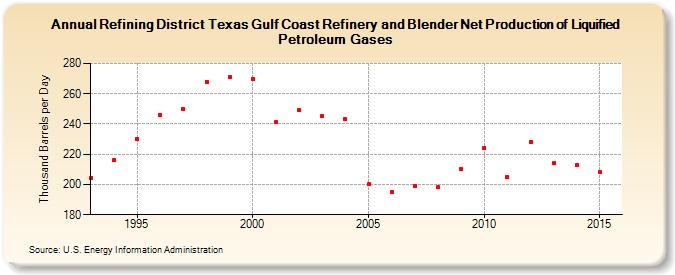 Annual Refining District Texas Gulf Coast Refinery and Blender Net Production of Liquified
Petroleum Gases
Thousand Barrels per Day
280
260
240
220
200
180
1995
2000
2005
2010
2015
Source: U.S. Energy Information Administration